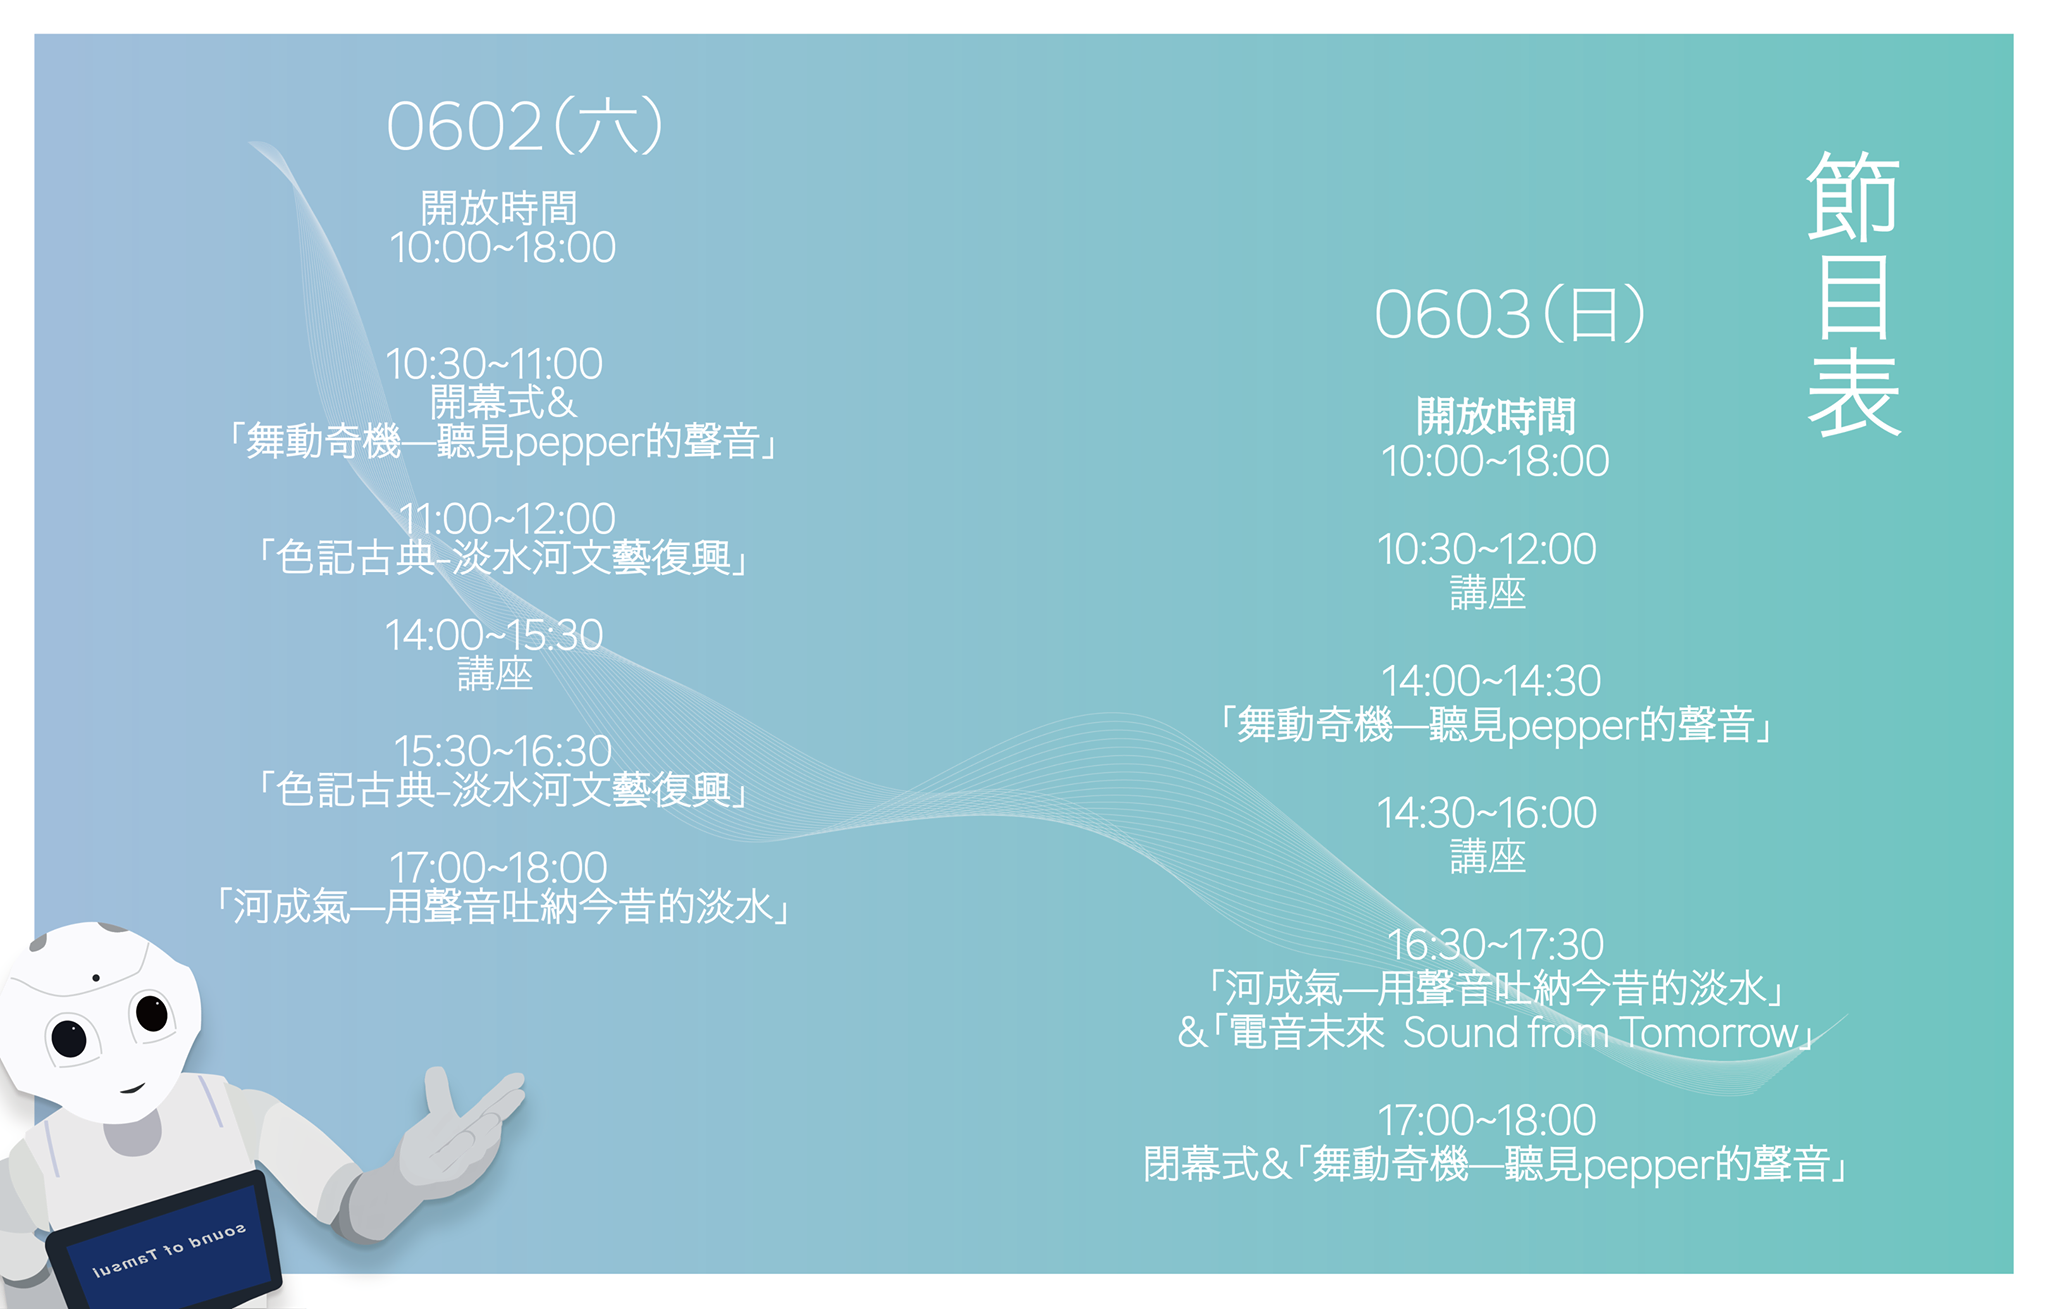 節目表
0602(六)
開放時間
10:00~18:00
10:30~11:00
開幕式&
「舞動奇機—聽見pepper的聲音」
11:00~12:00
「色記古典-淡水河文藝復興」
14:00~15:30
講座
15:30~16:30
「色記古典-淡水河文藝復興」
17:00~18:00
「河成氣—用聲音吐納今昔的淡水」
0603(日)
開放時間
10:00~18:00
10:30~12:00
講座
14:00~14:30
「舞動奇機—聽見pepper的聲音」
14:30~16:00
講座
16:30~17:30
「河成氣—用聲音吐納今昔的淡水」
&「電音未來 Sound from Tomorrow」
17:00~18:00
閉幕式&「舞動奇機—聽見pepper的聲音」
sound of Tamsui